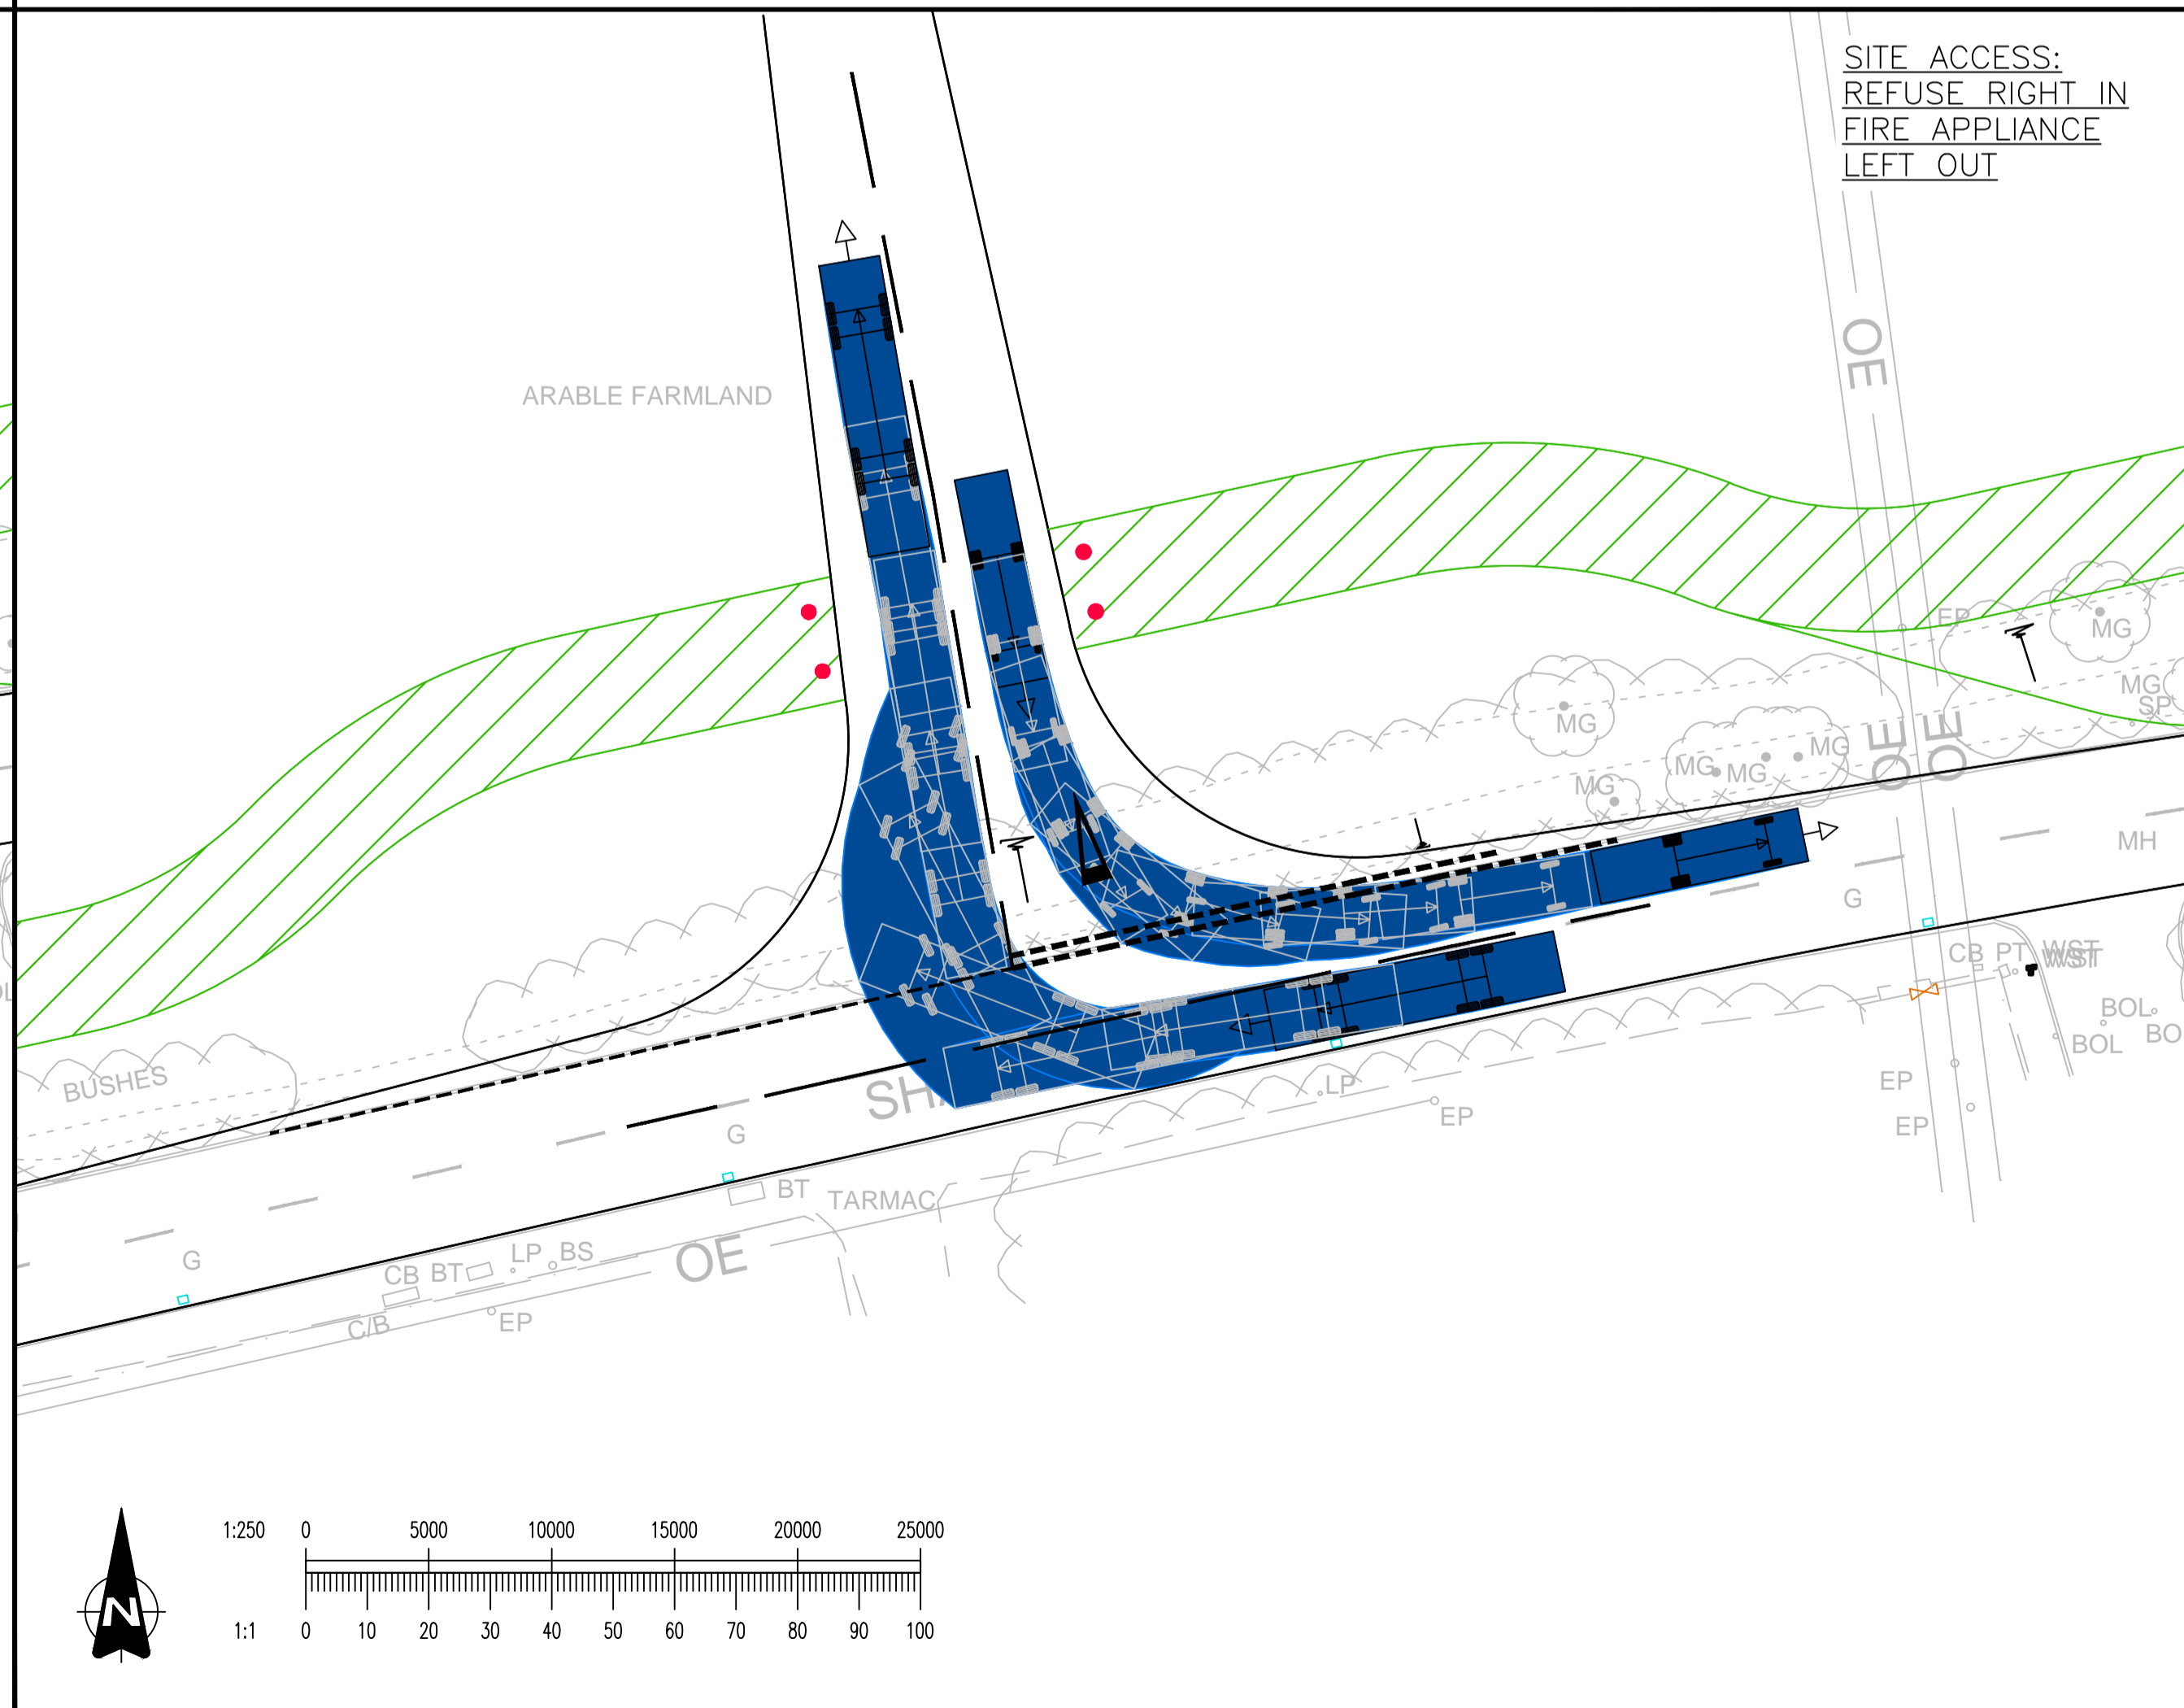 SITE ACCESS:
REFUSE RIGHT IN
FIRE APPLIANCE
LEFT OUT
OE
ARABLE FARMLAND
EP
MG
MG
SP
MG
MG
MG
MG
MG
OE
OE
MH
G
CB PT WST
WST
BOL
BOL
BO
BUSHES
SH
LP
EP
EP
EP
G
BT
TARMAC
OE
G
LP BS
CB BT
C/B
EP
1:250 0 5000 10000 15000 20000 25000
N
1:1 0 10 20 30 40 50 60 70 80 90 100